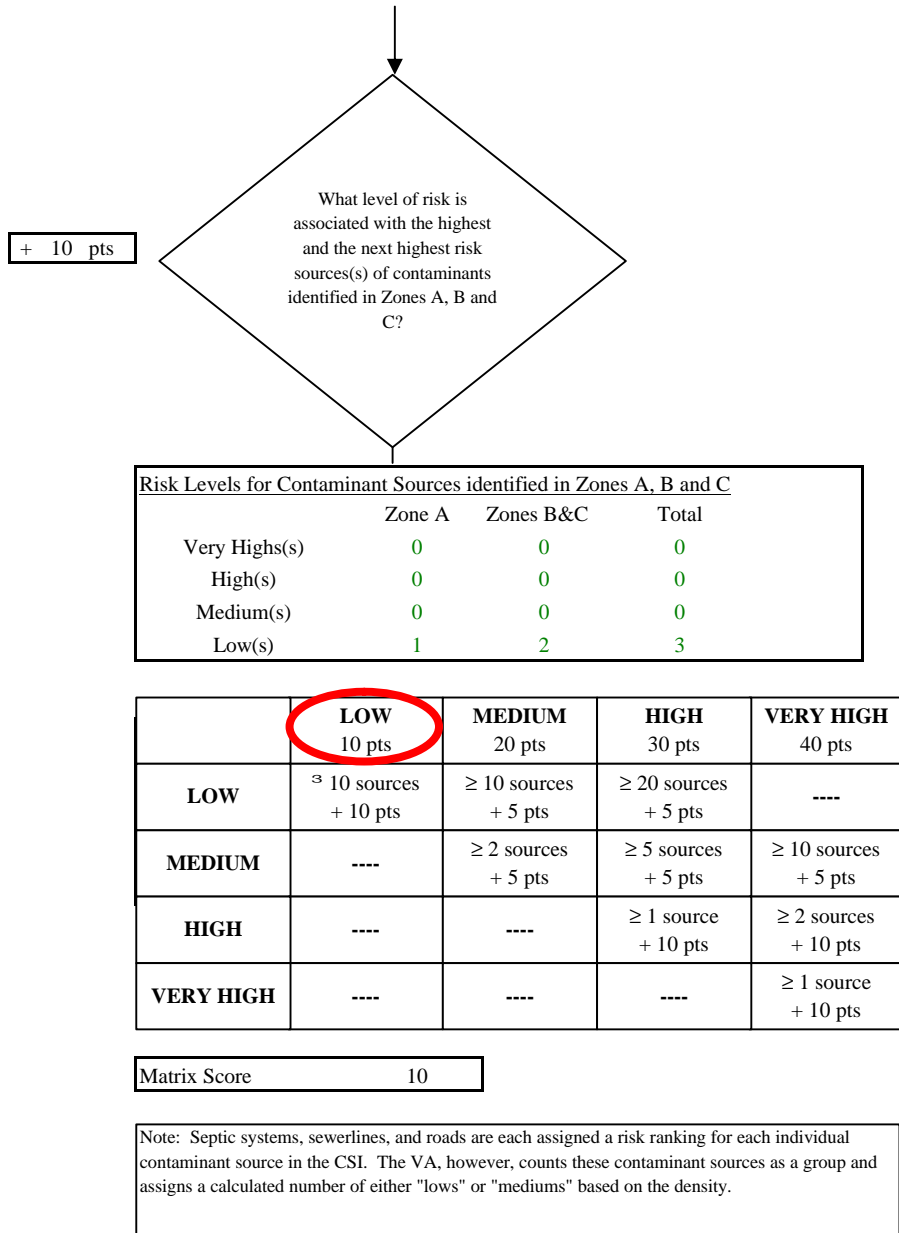 What level of risk is
associated with the highest
and the next highest risk
sources(s) of contaminants
identified in Zones A, B and
C?
+ 10 pts
Risk Levels for Contaminant Sources identified in Zones A, B and C
Zone A Zones B&C Total
Very Highs(s) 0 0 0
High(s) 0 0 0
Medium(s) 0 0 0
Low(s) 1 2 3
LOW MEDIUM HIGH VERY HIGH
10 pts 20 pts 30 pts 40 pts
LOW ³ 10 sources ≥ 10 sources ≥ 20 sources ----
+ 10 pts + 5 pts + 5 pts
MEDIUM ---- ≥ 2 sources ≥ 5 sources ≥ 10 sources
+ 5 pts + 5 pts + 5 pts
HIGH ---- ---- ≥ 1 source ≥ 2 sources
+ 10 pts + 10 pts
VERY HIGH ---- ---- ---- ≥ 1 source
+ 10 pts
Matrix Score 10
Note: Septic systems, sewerlines, and roads are each assigned a risk ranking for each individual
contaminant source in the CSI. The VA, however, counts these contaminant sources as a group and
assigns a calculated number of either "lows" or "mediums" based on the density.